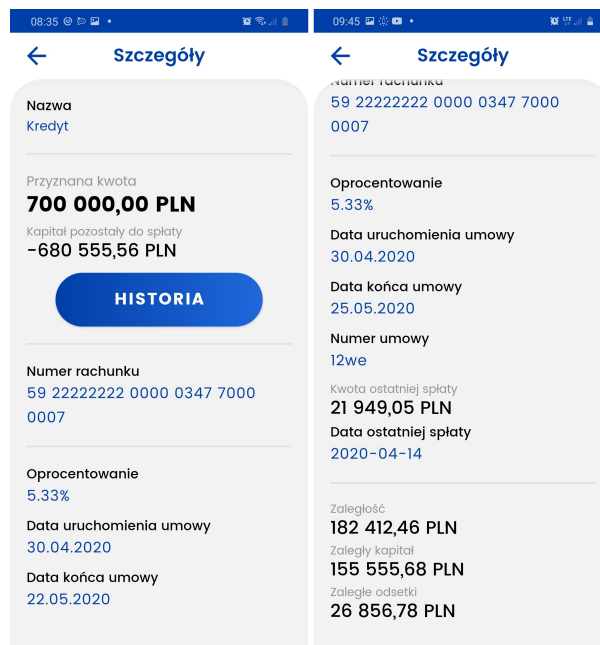 08:35
Szczegóły
Nazwa
Kredyt
Przyznana kwota
700 000,00 PLN
Kapitał pozostały do spłaty
-680 555,56 PLN
HISTORIA
Numer rachunku
59 22222222 0000 0347 7000
0007
Oprocentowanie
5.33%
Data uruchomienia umowy
30.04.2020
Data końca umowy
22.05.2020
09:45
LTE
Szczegóły
Numer rachunku
59 22222222 0000 0347 7000
0007
Oprocentowanie
5.33%
Data uruchomienia umowy
30.04.2020
Data końca umowy
25.05.2020
Numer umowy
12we
Kwota ostatniej spłaty
21 949,05 PLN
Data ostatniej spłaty
2020-04-14
Zaległość
182 412,46 PLN
Zaległy kapitał
155 555,68 PLN
Zaległe odsetki
26 856,78 PLN